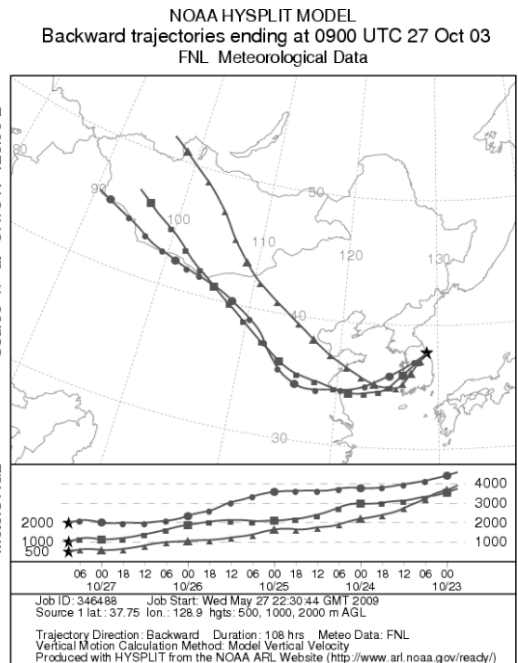 NOAA HYSPLIT MODEL
Backward trajectories ending at 0900 UTC 27 Oct 03
FNL Meteorological Data
90
50
100
110
120
130
40
30
4000
3000
2000 2000
1000 1000
500
06 00 18 12 06 00 18 12 06 00 18 12 06 00 18 12 06 00
10/27 10/26 10/25 10/24 10/23
Job ID: 346488 Job Start: Wed May 27 22:30:44 GMT 2009
Source 1 lat.: 37.75 lon.: 128.9 hgts: 500, 1000, 2000 m AGL
Trajectory Direction: Backward Duration: 108 hrs Meteo Data: FNL
Vertical Motion Calculation Method: Model Vertical Velocity
Produced with HYSPLIT from the NOAA ARL Website (http://www.arl.noaa.gov/ready/)